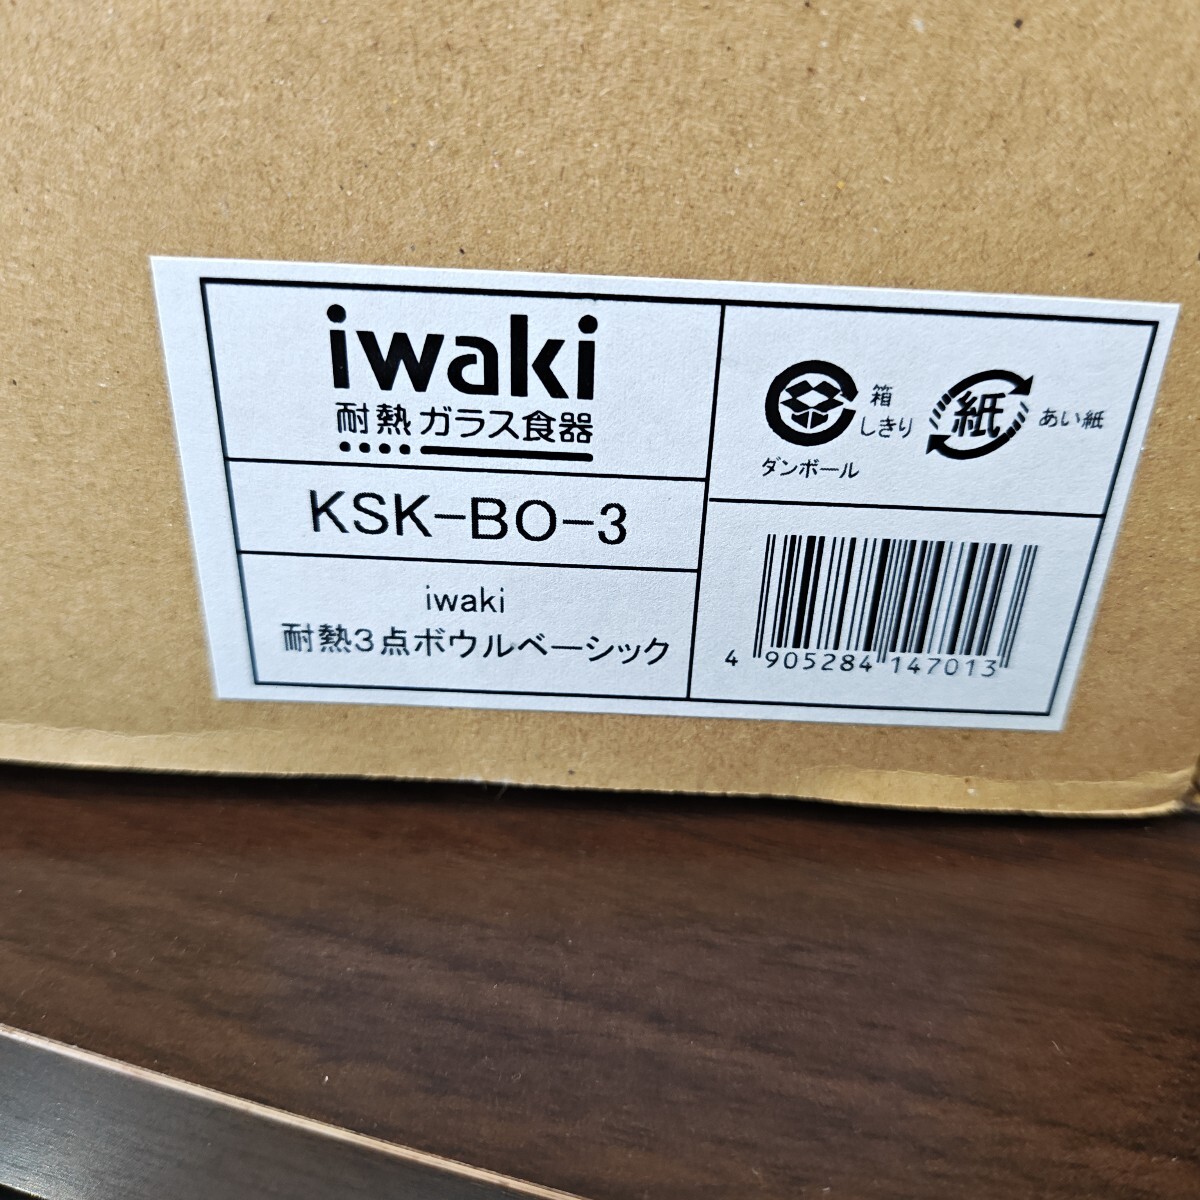 iwaki
耐熱ガラス食器
KSK-BO-3
iwaki
耐熱3点ボウルベーシック
箱
しきり
ダンボール
紙
あい紙
4 905284 147013